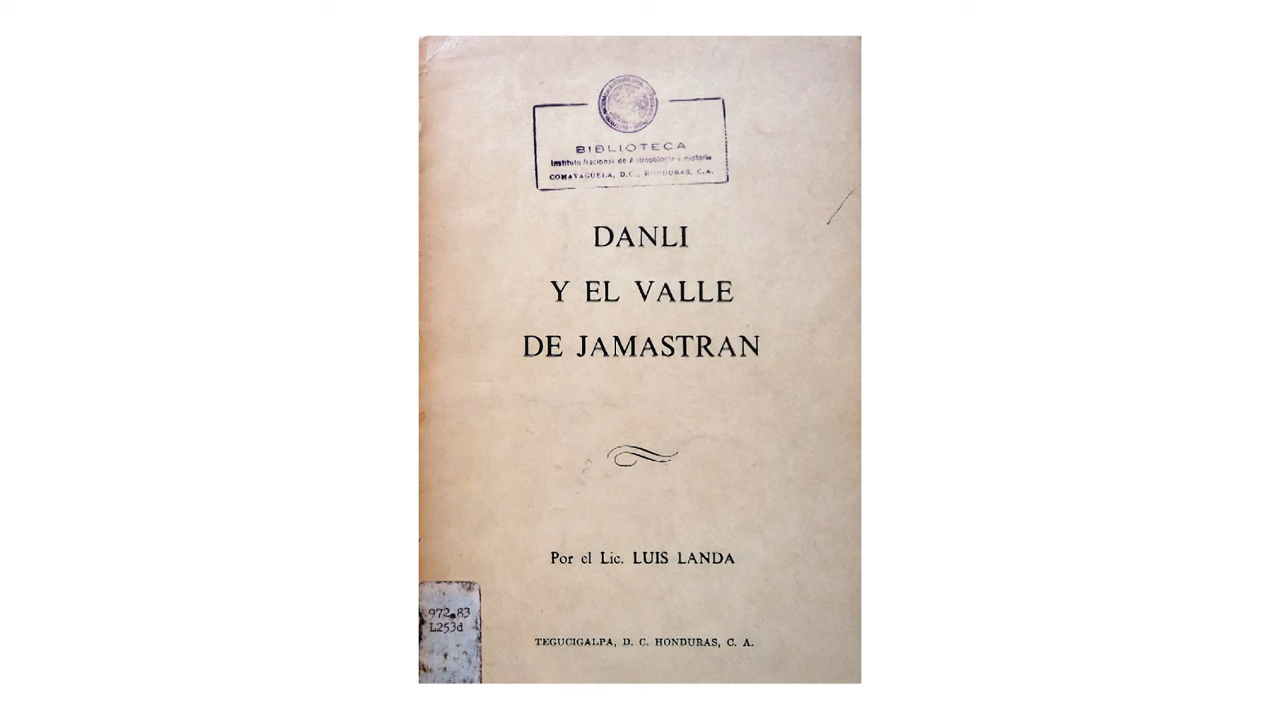 BIBLIOTECA
Instituto Nacional de Antropología e Historia
COMAYAGUELA, D.C., HONDURAS, C.A.
DANLI
Y EL VALLE
DE JAMASTRAN
Por el Lic. LUIS LANDA
972.83
L253d
TEGUCIGALPA, D. C. HONDURAS, C. A.